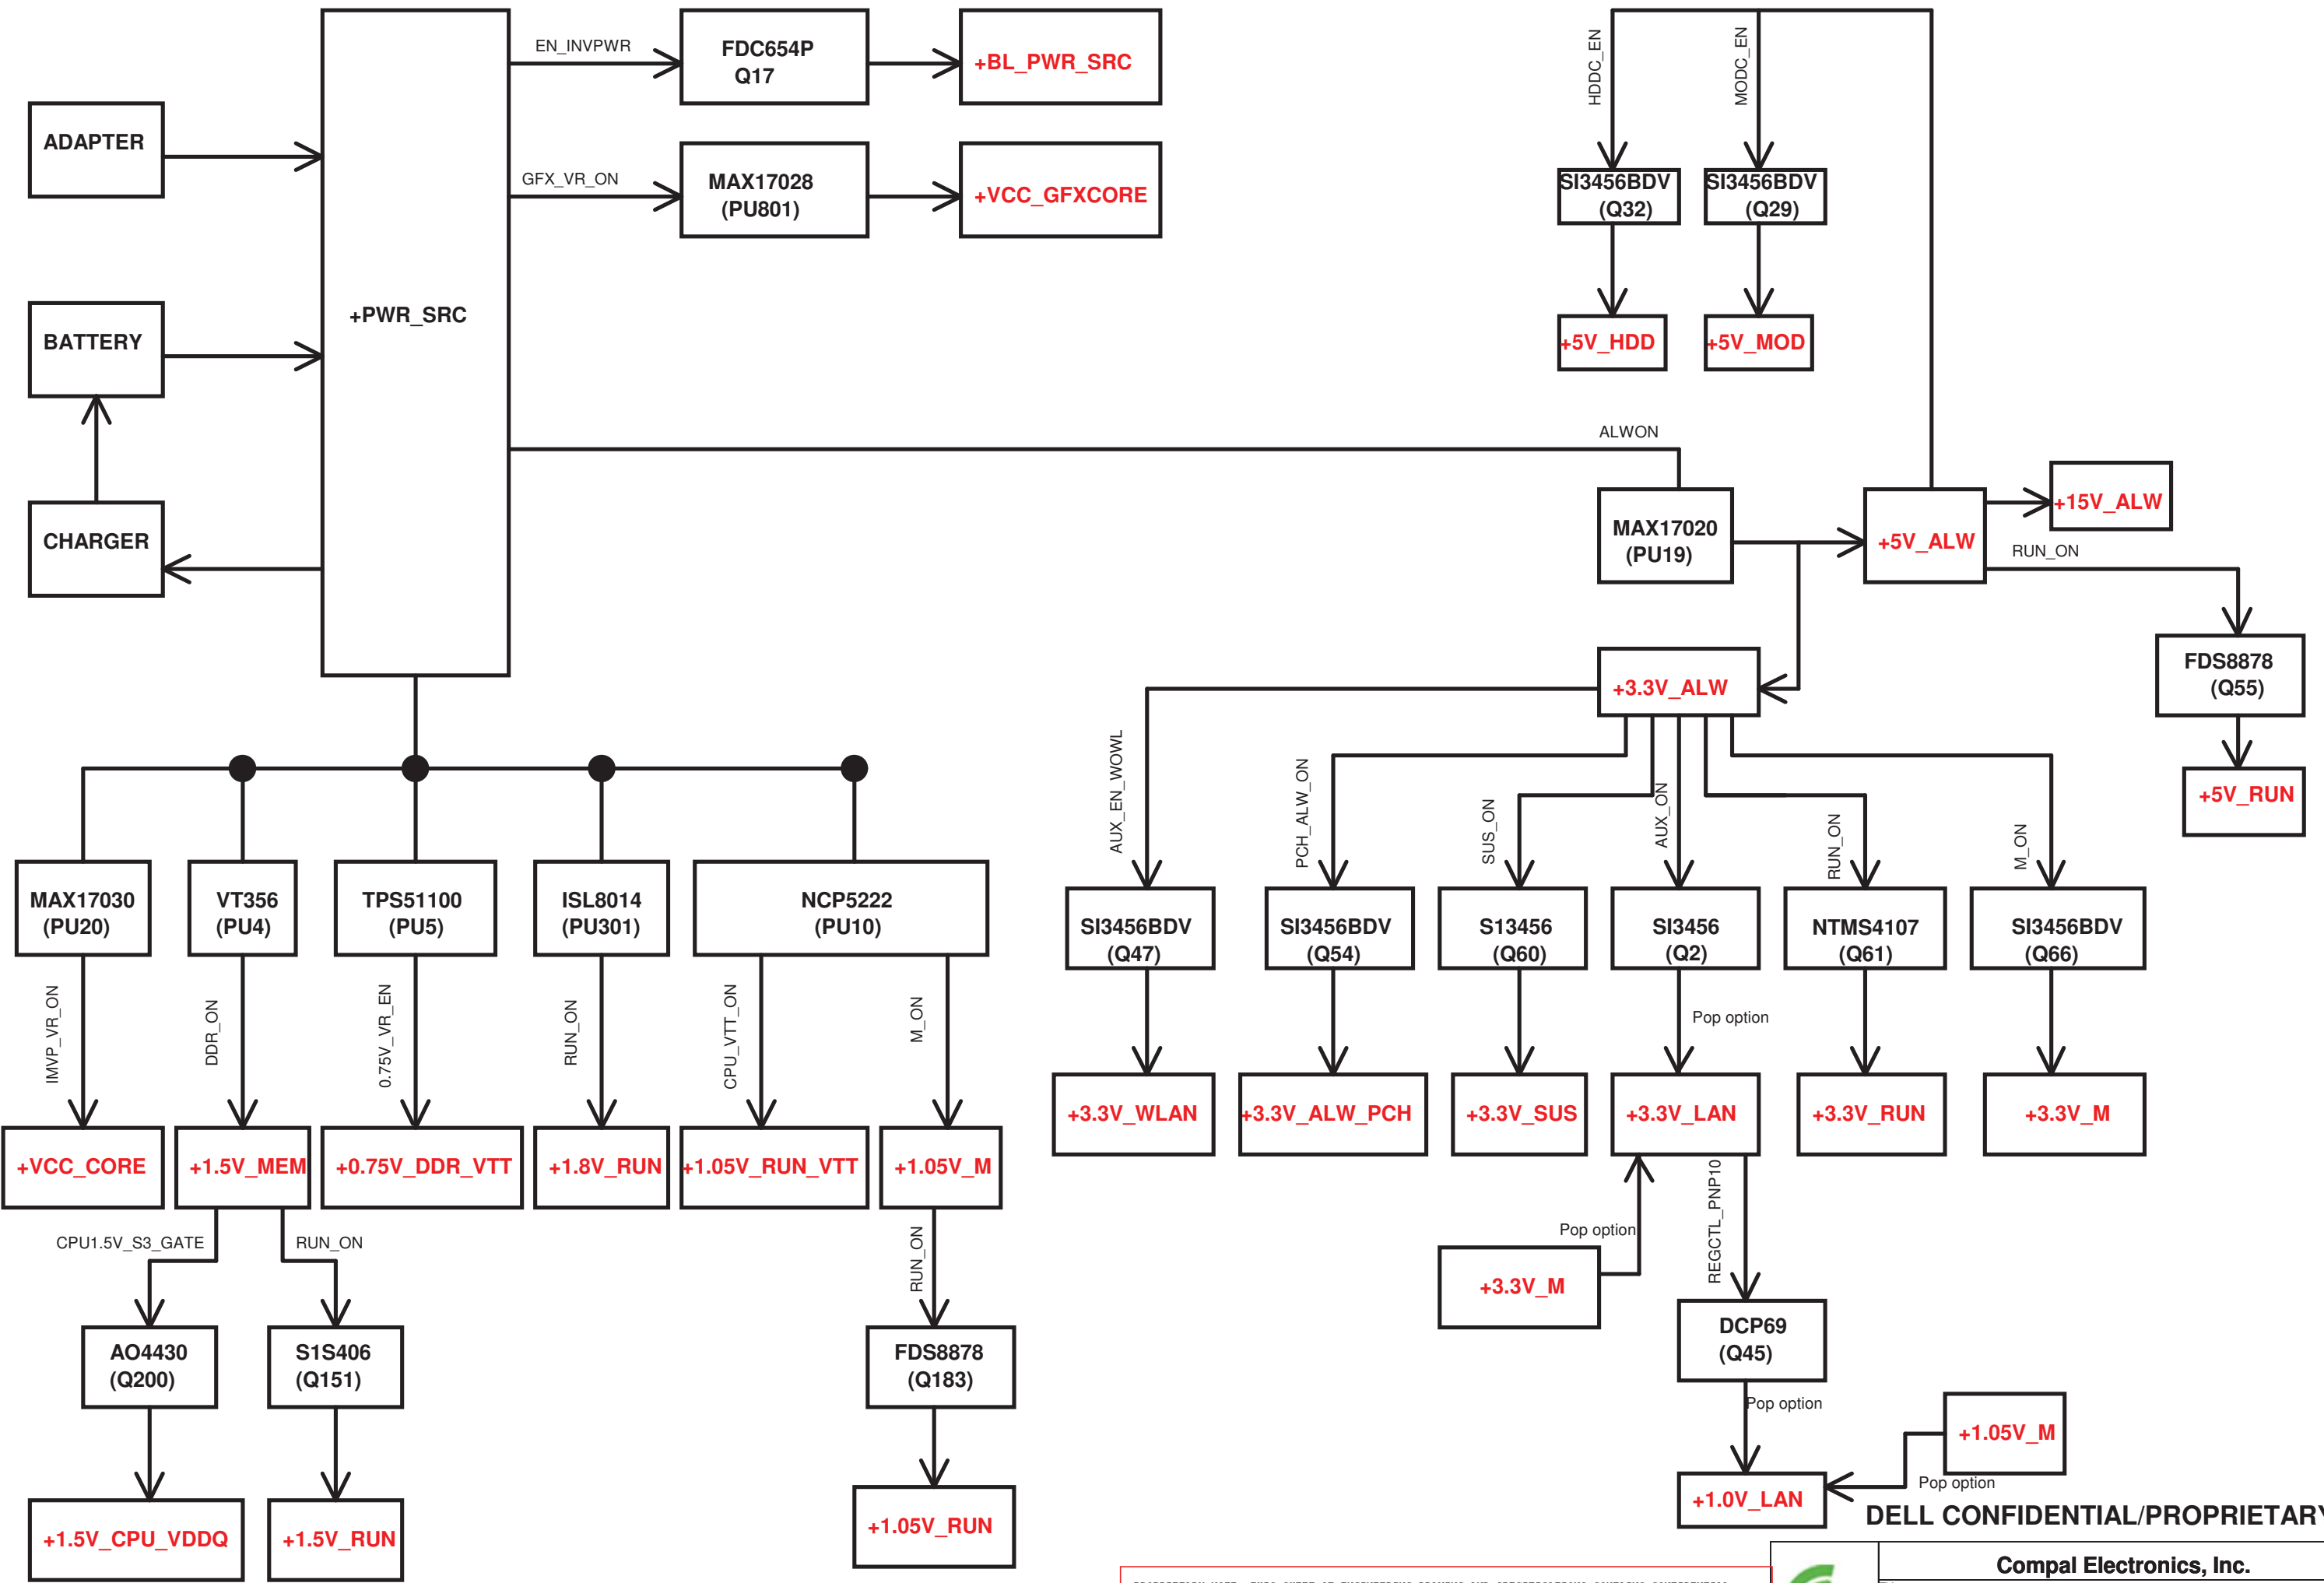 EN_INVPWR
FDC654P
Q17
+BL_PWR_SRC
HDDC_EN
MODC_EN
ADAPTER
GFX_VR_ON
MAX17028
(PU801)
+VCC_GFXCORE
SI3456BDV
(Q32)
SI3456BDV
(Q29)
+PWR_SRC
BATTERY
+5V_HDD
+5V_MOD
ALWON
CHARGER
MAX17020
(PU19)
+5V_ALW
+15V_ALW
RUN_ON
FDS8878
(Q55)
+3.3V_ALW
+5V_RUN
AUX_EN_WOWL
PCH_ALW_ON
SUS_ON
AUX_ON
RUN_ON
M_ON
MAX17030
(PU20)
VT356
(PU4)
TPS51100
(PU5)
ISL8014
(PU301)
NCP5222
(PU10)
SI3456BDV
(Q47)
SI3456BDV
(Q54)
S13456
(Q60)
SI3456
(Q2)
NTMS4107
(Q61)
SI3456BDV
(Q66)
IMVP_VR_ON
DDR_ON
0.75V_VR_EN
RUN_ON
CPU_VTT_ON
M_ON
Pop option
+3.3V_WLAN
+3.3V_ALW_PCH
+3.3V_SUS
+3.3V_LAN
+3.3V_RUN
+3.3V_M
+VCC_CORE
+1.5V_MEM
+0.75V_DDR_VTT
+1.8V_RUN
+1.05V_RUN_VTT
+1.05V_M
CPU1.5V_S3_GATE
RUN_ON
RUN_ON
Pop option
REGCTL_PNP10
+3.3V_M
AO4430
(Q200)
S1S406
(Q151)
FDS8878
(Q183)
DCP69
(Q45)
Pop option
+1.05V_M
Pop option
+1.0V_LAN
+1.5V_CPU_VDDQ
+1.5V_RUN
+1.05V_RUN
DELL CONFIDENTIAL/PROPRIETARY
Compal Electronics, Inc.